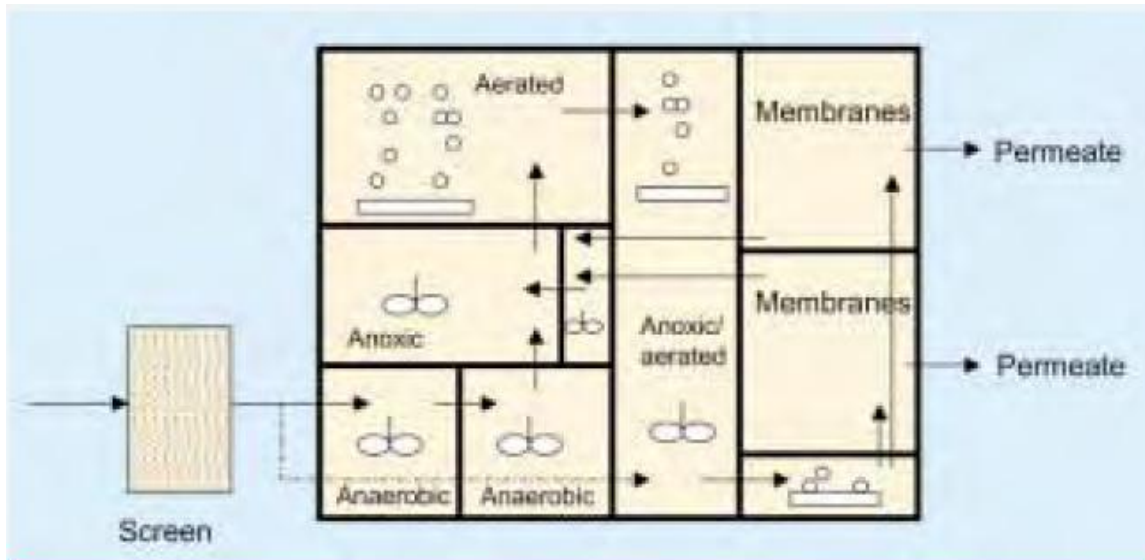 Aerated
Membranes
Permeate
Membranes
Anoxic/
aerated
Anoxic
Permeate
Anaerobic
Anaerobic
Screen